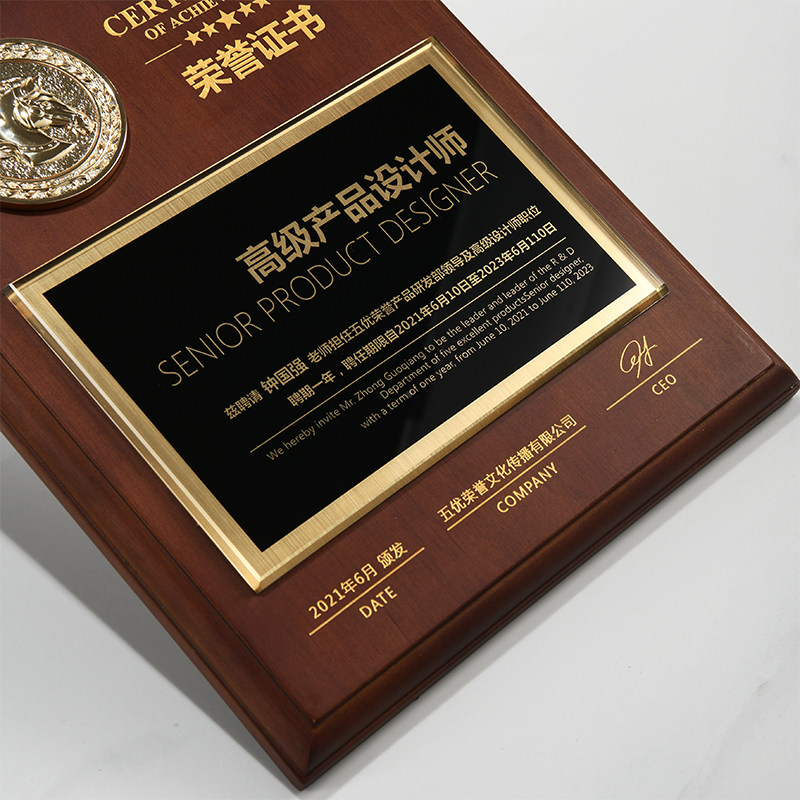 OF ACHIE
荣誉证书
高级产品设计师
SENIOR PRODUCT DESIGNER
兹聘请 钟国强 老师担任五优荣誉产品研发部领导及高级设计师职位
聘期一年，聘任期限自2021年6月10日至2023年6月110日
We hereby invite Mr. Zhong Guoqiang to be the leader and leader of the R & D
Department of five excellent productsSenior designer,
with a term of one year, from June 10, 2021 to June 110, 2023
2021年6月 颁发
DATE
五优荣誉文化传播有限公司
COMPANY
CEO